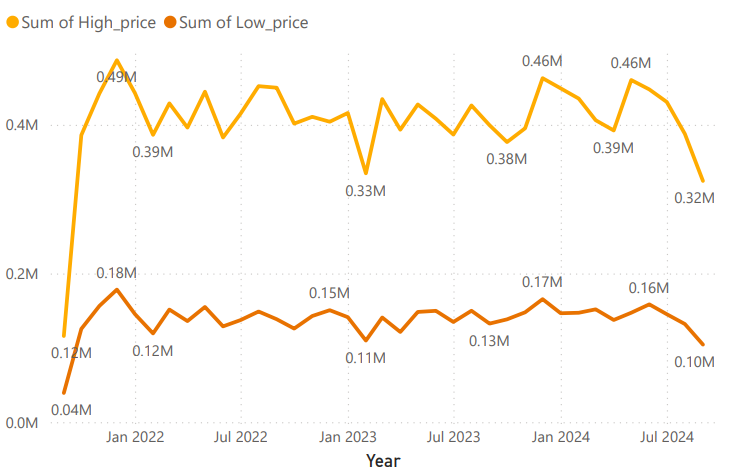 Sum of High_price Sum of Low_price
0.49M
0.46M
0.46M
0.4M
0.39M
0.38M
0.39M
0.33M
0.32M
0.2M
0.18M
0.15M
0.17M
0.16M
0.12M
0.12M
0.11M
0.13M
0.10M
0.04M
0.0M
Jan 2022 Jul 2022 Jan 2023 Jul 2023 Jan 2024 Jul 2024
Year